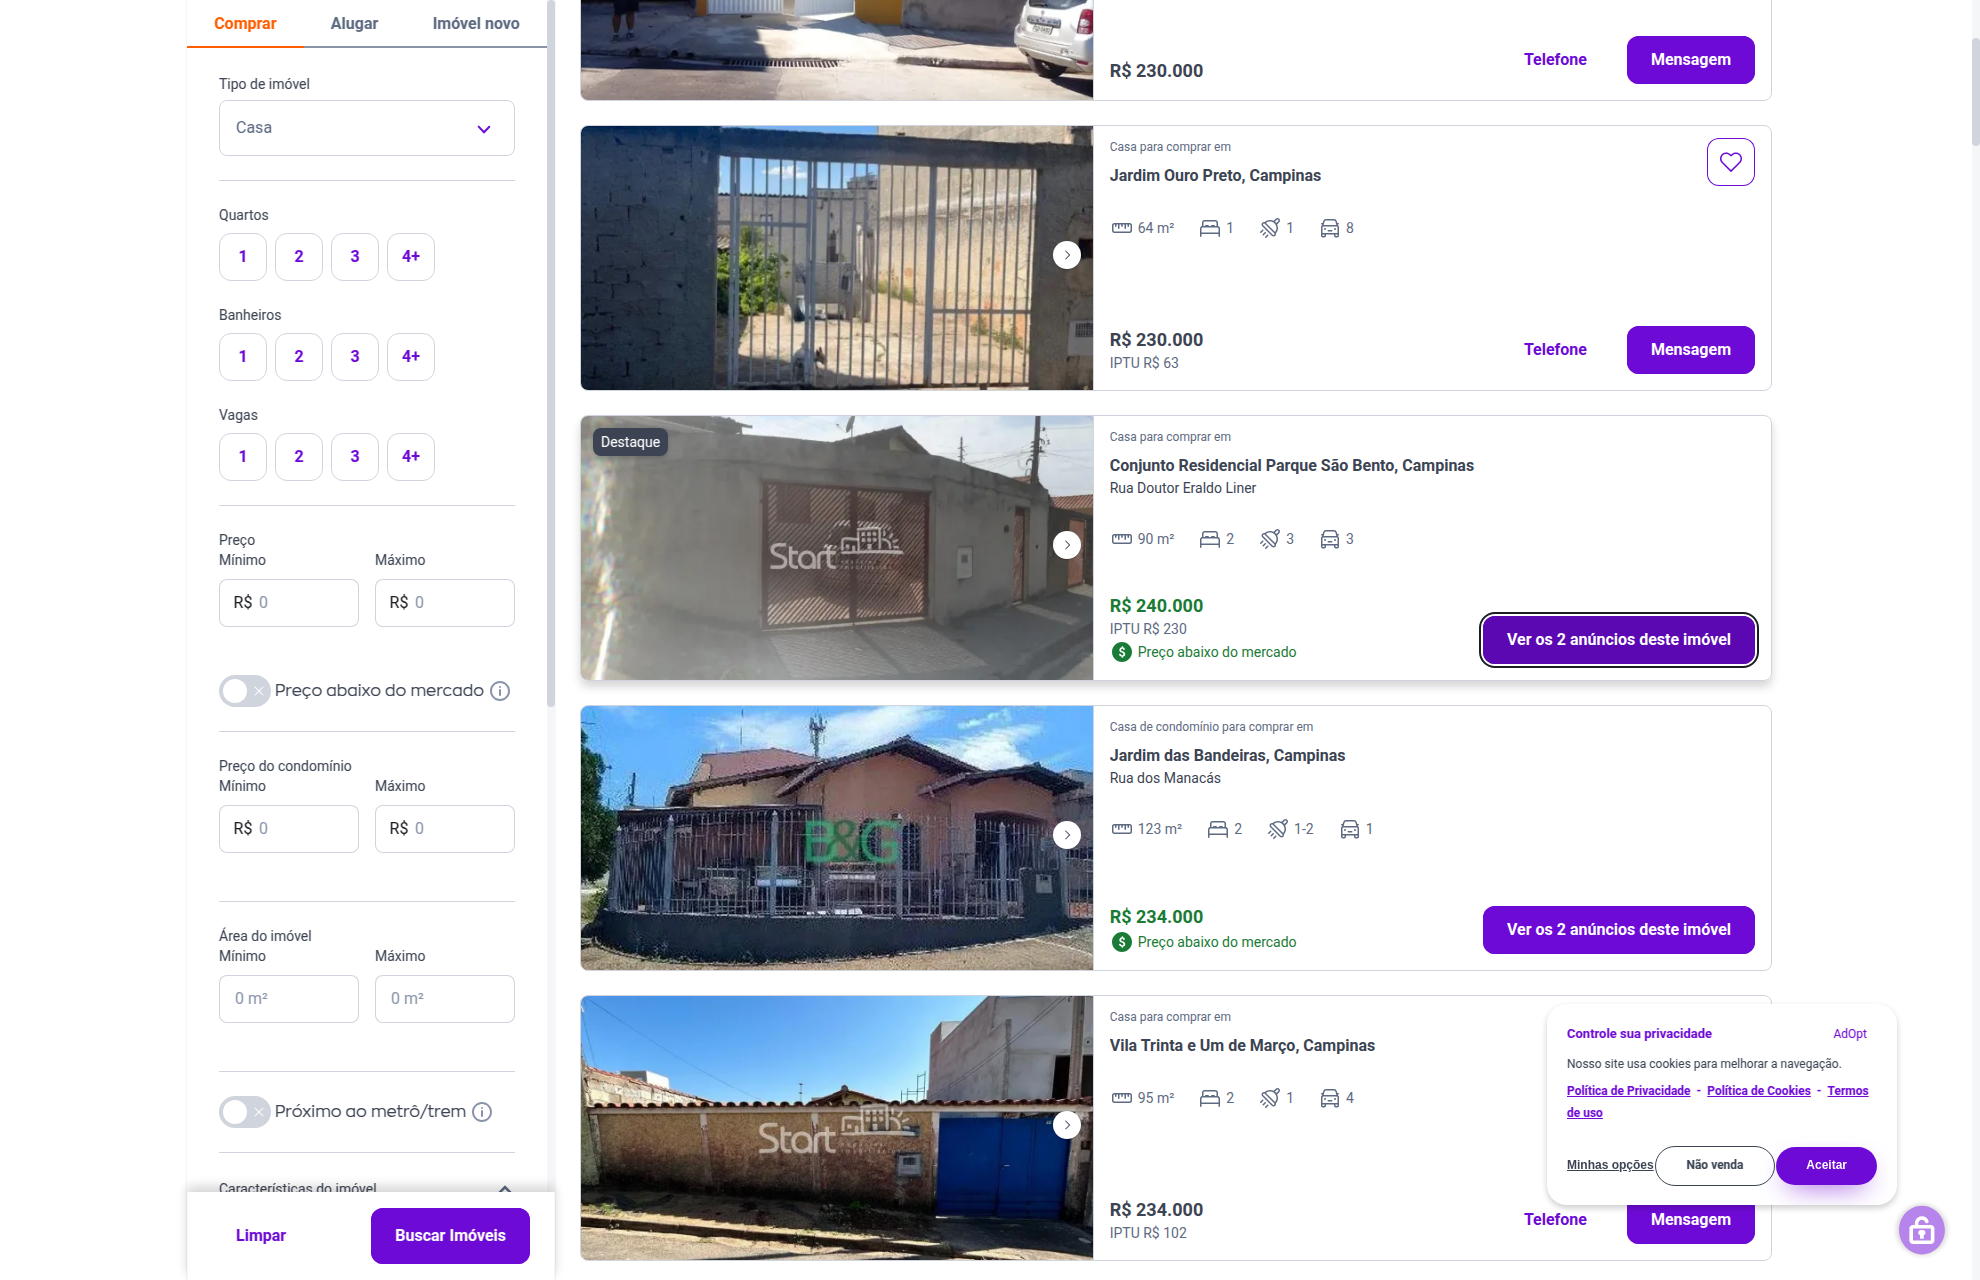 Comprar
Alugar
Imóvel novo
Tipo de imóvel
Casa
Quartos
1
2
3
4+
Banheiros
1
2
3
4+
Vagas
1
2
3
4+
Preço
Mínimo
Máximo
R$ 0
R$ 0
Preço abaixo do mercado
Preço do condomínio
Mínimo
Máximo
R$ 0
R$ 0
Área do imóvel
Mínimo
Máximo
0 m²
0 m²
Próximo ao metrô/trem
Características do imóvel
Limpar
Buscar Imóveis
R$ 230.000
Telefone
Mensagem
Casa para comprar em
Jardim Ouro Preto, Campinas
64 m²
1
1
8
R$ 230.000
IPTU R$ 63
Telefone
Mensagem
Destaque
Start
Casa para comprar em
Conjunto Residencial Parque São Bento, Campinas
Rua Doutor Eraldo Liner
90 m²
2
3
3
R$ 240.000
IPTU R$ 230
Preço abaixo do mercado
Ver os 2 anúncios deste imóvel
B&G
Casa de condomínio para comprar em
Jardim das Bandeiras, Campinas
Rua dos Manacás
123 m²
2
1-2
1
R$ 234.000
Preço abaixo do mercado
Ver os 2 anúncios deste imóvel
Start
Casa para comprar em
Vila Trinta e Um de Março, Campinas
95 m²
2
1
4
R$ 234.000
IPTU R$ 102
Telefone
Mensagem
Controle sua privacidade
AdOpt
Nosso site usa cookies para melhorar a navegação.
Política de Privacidade - Política de Cookies - Termos
de uso
Minhas opções
Não venda
Aceitar